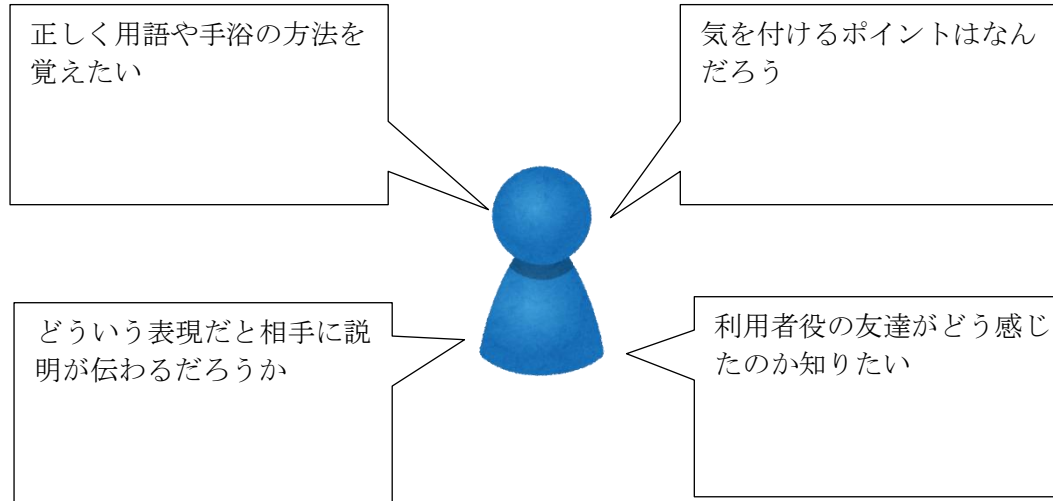 正しく用語や手浴の方法を
覚えたい
気を付けるポイントはなん
だろう
どういう表現だと相手に説
明が伝わるだろうか
利用者役の友達がどう感じ
たのか知りたい